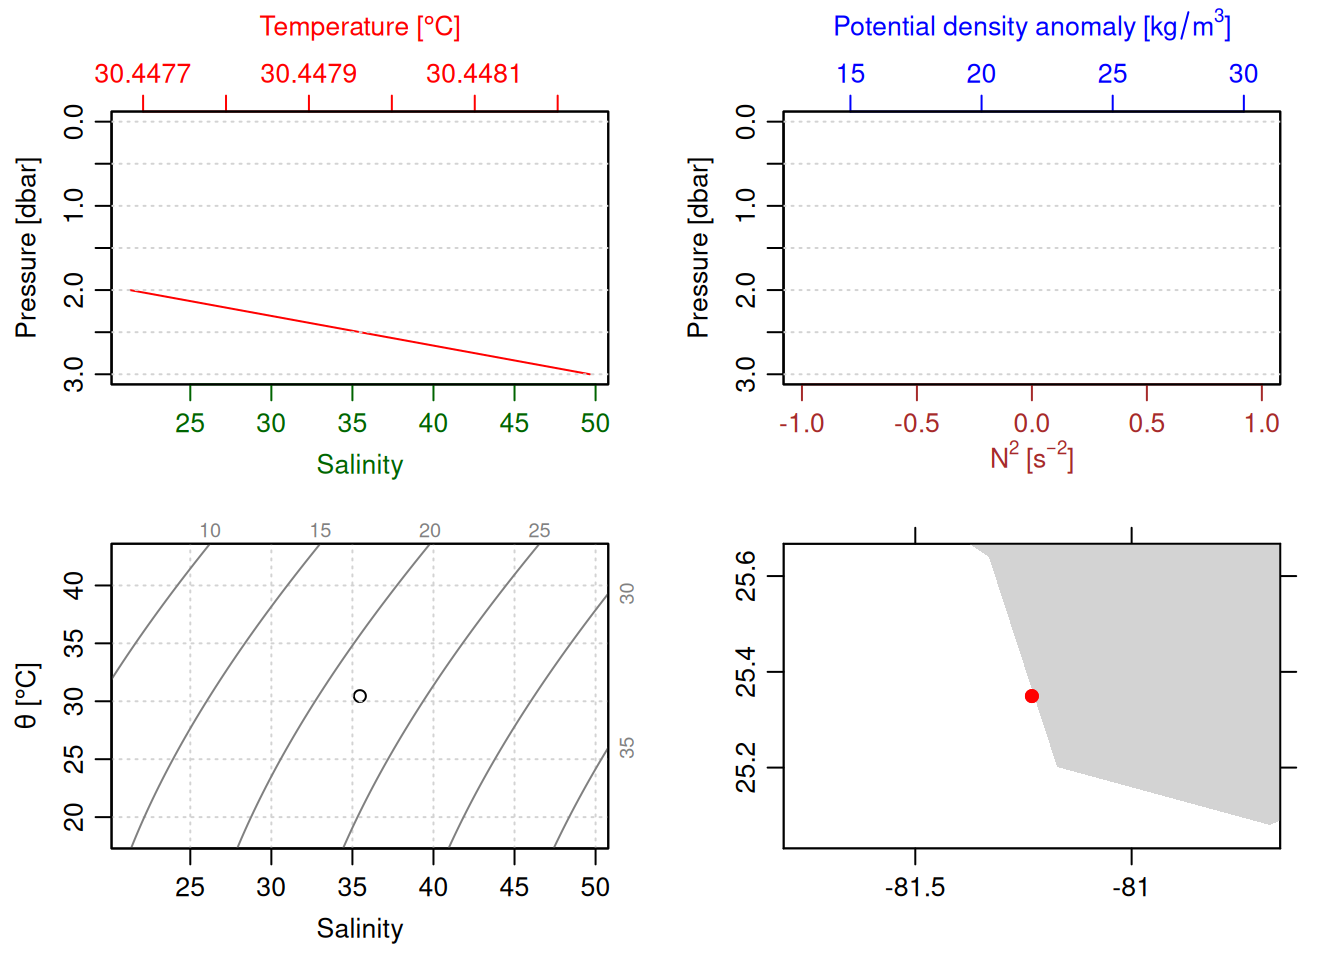 Temperature [°C]
30.4477 30.4479 30.4481
Pressure [dbar]
0.0 1.0 2.0 3.0
25 30 35 40 45 50
Salinity
Potential density anomaly [kg/m³]
15 20 25 30
Pressure [dbar]
0.0 1.0 2.0 3.0
-1.0 -0.5 0.0 0.5 1.0
N² [s⁻²]
10 15 20 25
30
35
θ [°C]
40 35 30 25 20
25 30 35 40 45 50
Salinity
25.6 25.4 25.2
-81.5 -81